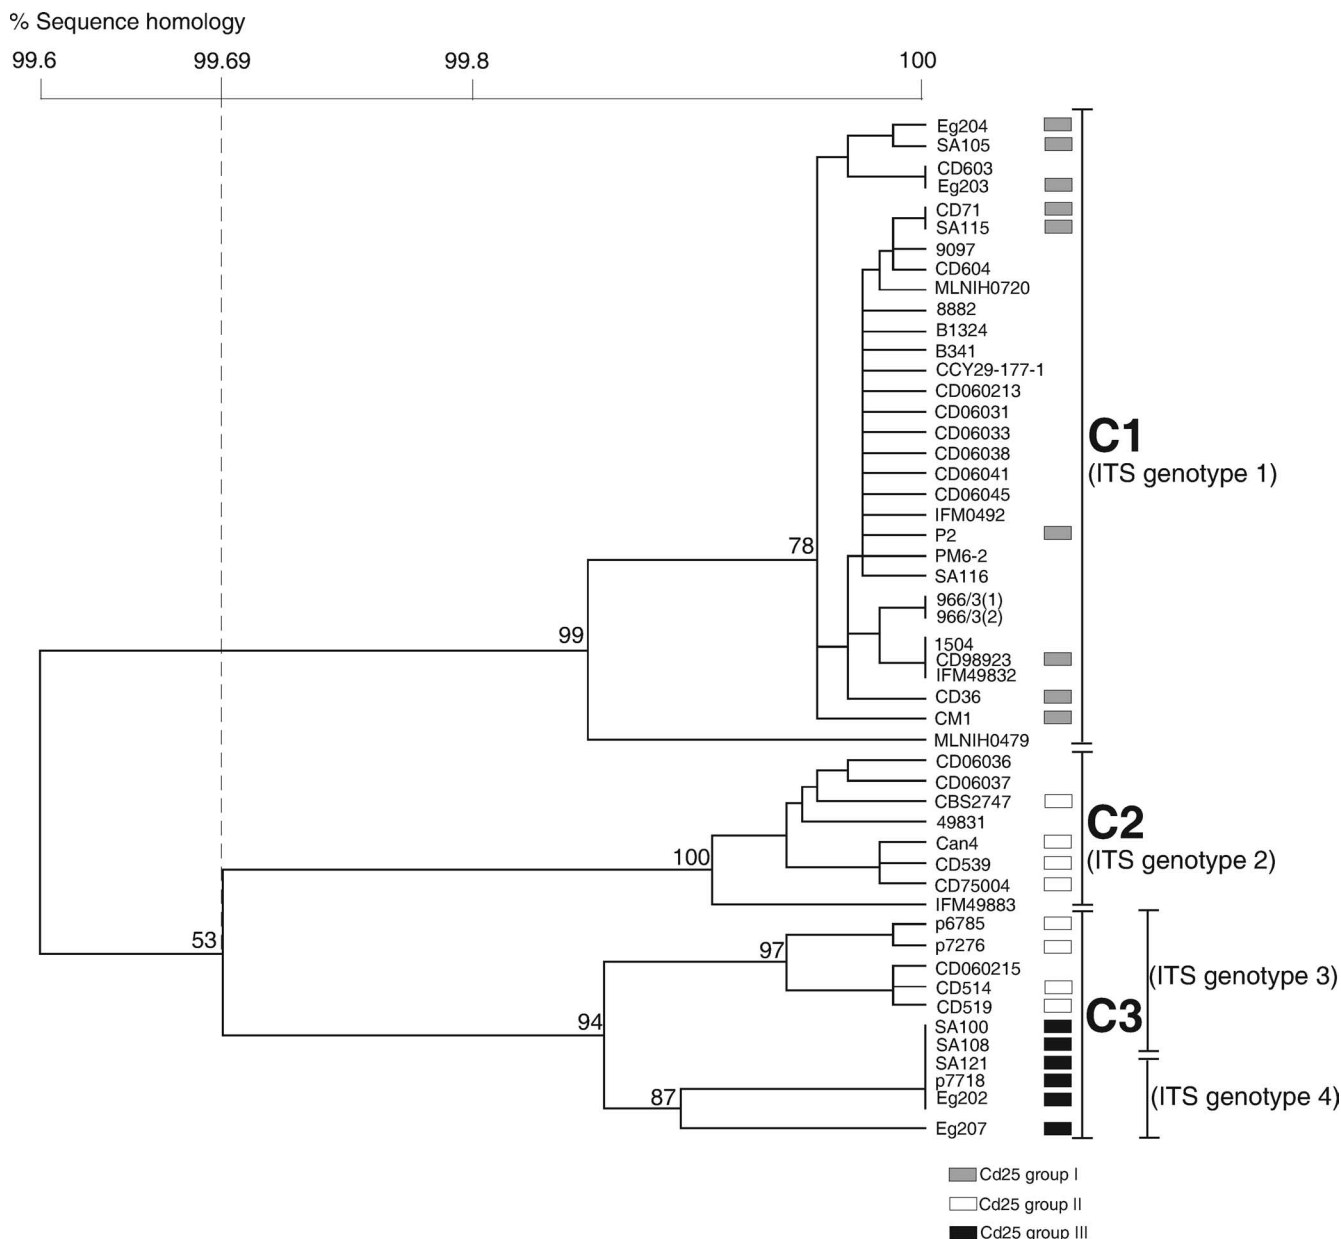 % Sequence homology
99.6 99.69 99.8 100
Eg204
SA105
CD603
Eg203
CD71
SA115
9097
CD604
MLNIH0720
8882
B1324
B341
CCY29-177-1
CD060213
CD06031
CD06033
CD06038
CD06041
CD06045
IFM0492
P2
PM6-2
SA116
966/3(1)
966/3(2)
1504
CD98923
IFM49832
CD36
CM1
MLNIH0479
C1
(ITS genotype 1)
78
99
CD06036
CD06037
CBS2747
49831
Can4
CD539
CD75004
IFM49883
C2
(ITS genotype 2)
100
53
p6785
p7276
CD060215
CD514
CD519
SA100
SA108
SA121
p7718
Eg202
Eg207
97
94
87
C3
(ITS genotype 3)
(ITS genotype 4)
Cd25 group I
Cd25 group II
Cd25 group III